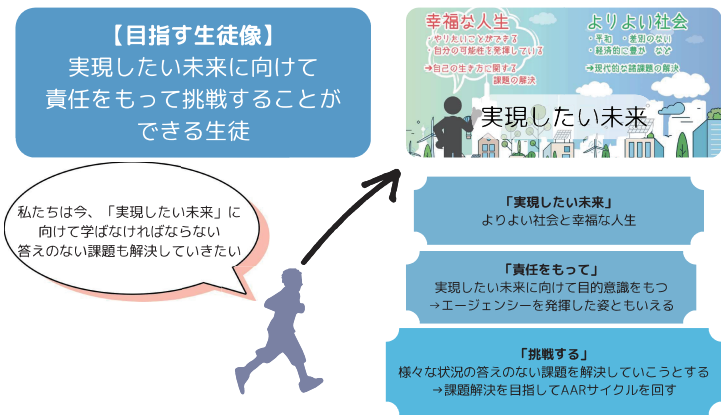 【目指す生徒像】
実現したい未来に向けて
責任をもって挑戦することが
できる生徒
幸福な人生
・やりたいことができる
・自分の可能性を発揮している
➔自己の生き方に関する
課題の解決
よりよい社会
・平和 ・差別のない
・経済的に豊か など
➔現代的な諸課題の解決
実現したい未来
私たちは今、「実現したい未来」に
向けて学ばなければならない
答えのない課題も解決していきたい
「実現したい未来」
よりよい社会と幸福な人生
「責任をもって」
実現したい未来に向けて目的意識をもつ
→エージェンシーを発揮した姿ともいえる
「挑戦する」
様々な状況の答えのない課題を解決していこうとする
→課題解決を目指してAARサイクルを回す